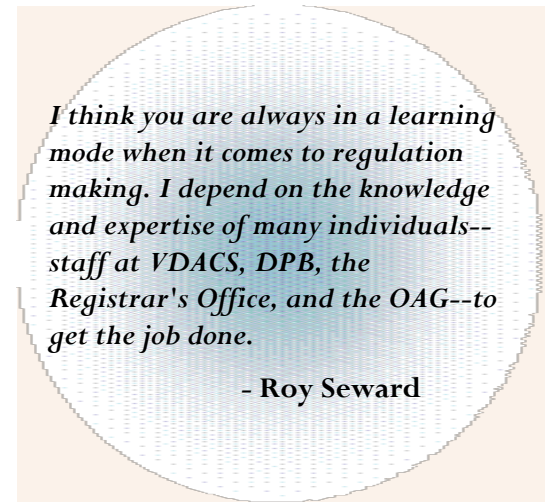 I think you are always in a learning
mode when it comes to regulation
making. I depend on the knowledge
and expertise of many individuals--
staff at VDACS, DPB, the
Registrar's Office, and the OAG--to
get the job done.
- Roy Seward